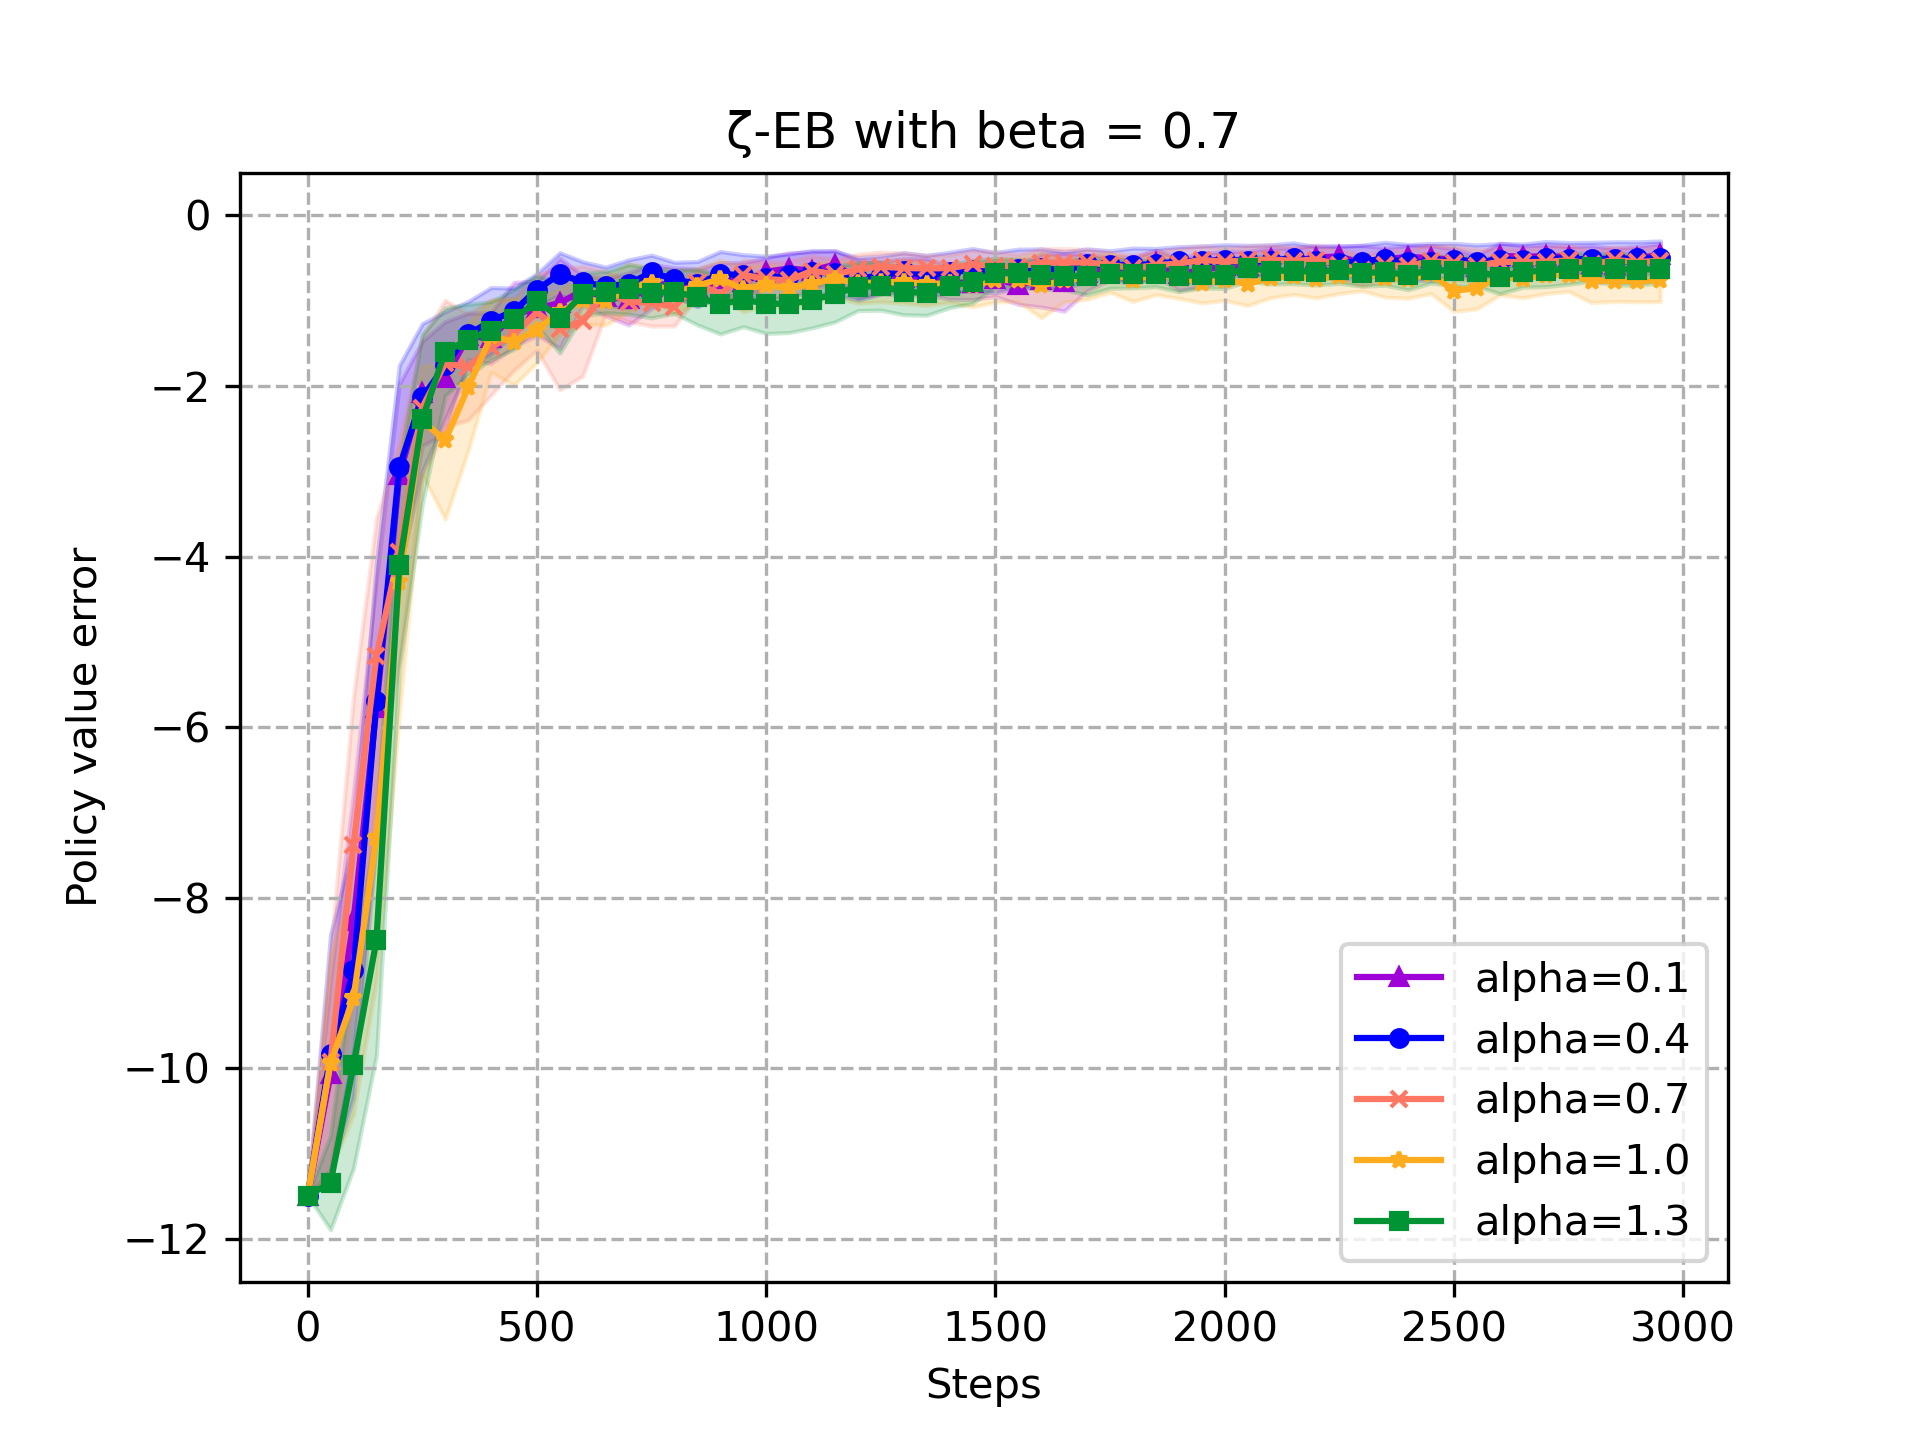 ζ-EB with beta = 0.7
0
−2
−4
−6
−8
−10
−12
Policy value error
0 500 1000 1500 2000 2500 3000
Steps
alpha=0.1
alpha=0.4
alpha=0.7
alpha=1.0
alpha=1.3